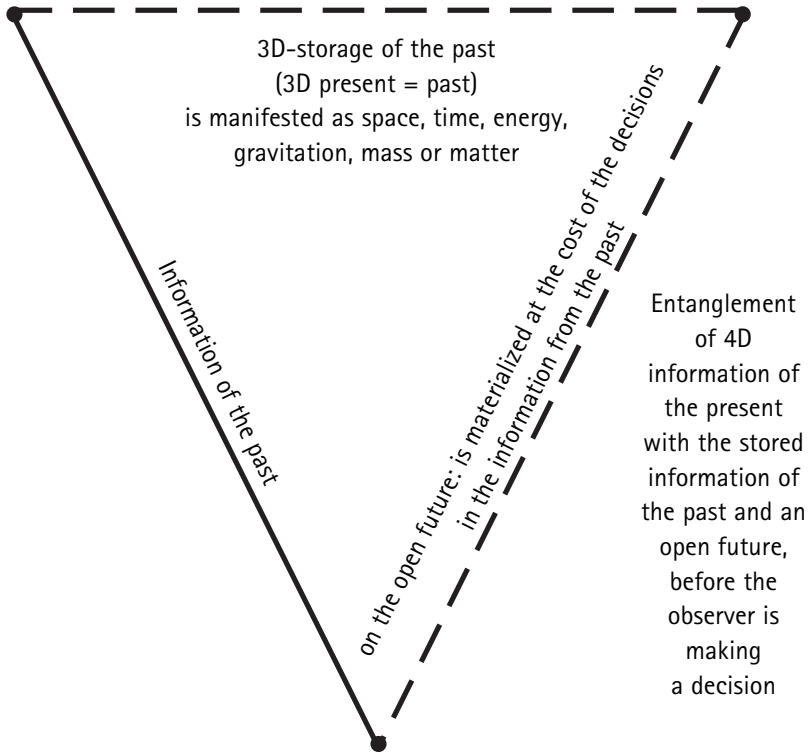 3D-storage of the past
(3D present = past)
is manifested as space, time, energy,
gravitation, mass or matter
Information of the past
on the open future: is materialized at the cost of the decisions
in the information from the past
Entanglement
of 4D
information of
the present
with the stored
information of
the past and an
open future,
before the
observer is
making
a decision